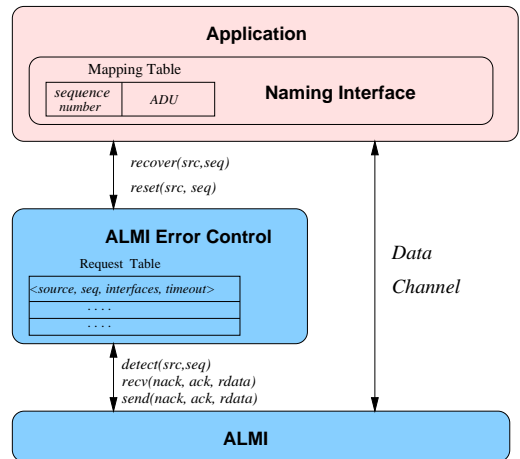 Application
Mapping Table
sequence number
ADU
Naming Interface
recover(src,seq)
reset(src, seq)
ALMI Error Control
Request Table
<source, seq, interfaces, timeout>
. . . .
. . . .
Data
Channel
detect(src,seq)
recv(nack, ack, rdata)
send(nack, ack, rdata)
ALMI